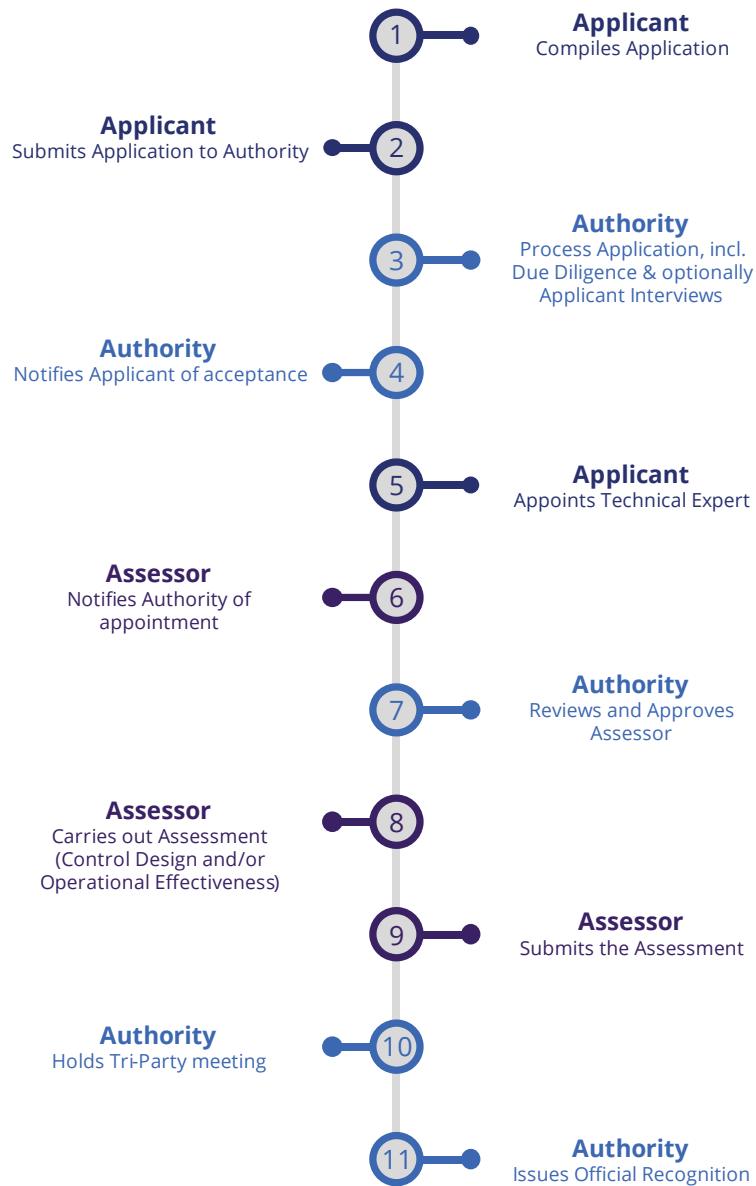 1
Applicant
Compiles Application
Applicant
Submits Application to Authority
2
3
Authority
Process Application, incl.
Due Diligence & optionally
Applicant Interviews
Authority
Notifies Applicant of acceptance
4
5
Applicant
Appoints Technical Expert
Assessor
Notifies Authority of
appointment
6
7
Authority
Reviews and Approves
Assessor
Assessor
Carries out Assessment
(Control Design and/or
Operational Effectiveness)
8
9
Assessor
Submits the Assessment
Authority
Holds Tri-Party meeting
10
11
Authority
Issues Official Recognition